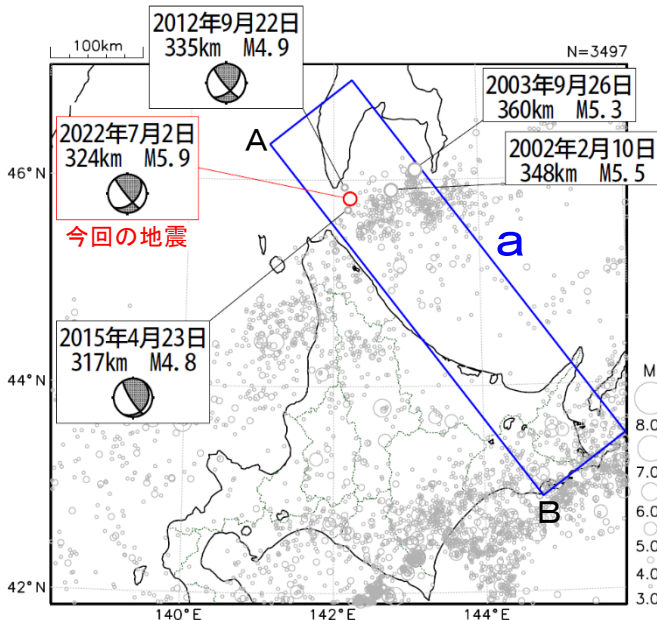 100km
2012年9月22日
335km M4.9
N=3497
2003年9月26日
360km M5.3
A
2022年7月2日
324km M5.9
46°N
2002年2月10日
348km M5.5
今回の地震
a
2015年4月23日
317km M4.8
44°N
M
8.0
7.0
B
6.0
5.0
4.0
42°N
3.0
140°E
142°E
144°E